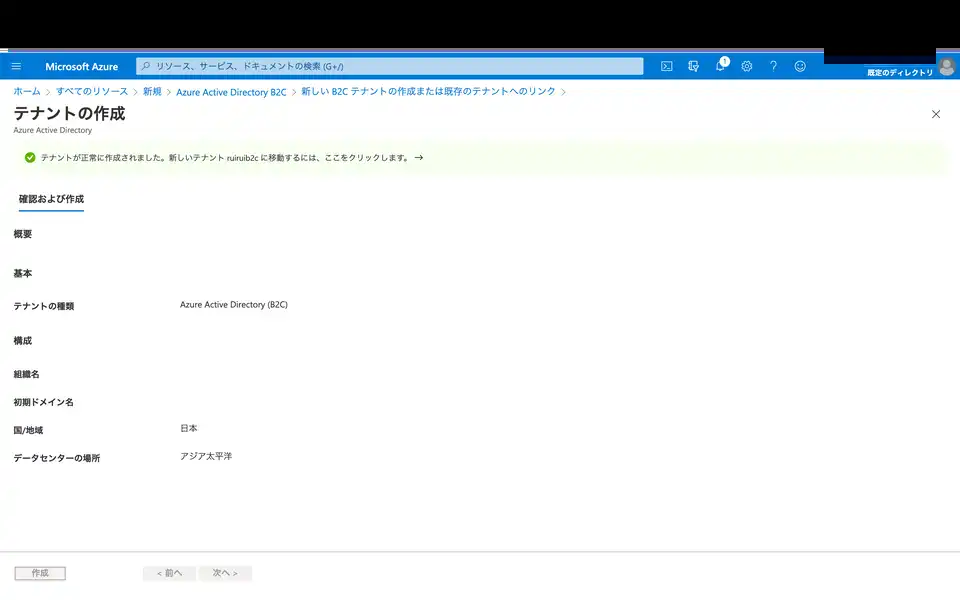 Microsoft Azure
リソース、サービス、ドキュメントの検索 (G+/)
1
既定のディレクトリ
ホーム > すべてのリソース > 新規 > Azure Active Directory B2C > 新しい B2C テナントの作成または既存のテナントへのリンク >
テナントの作成
Azure Active Directory
テナントが正常に作成されました。新しいテナント ruiruib2c に移動するには、ここをクリックします。 →
確認および作成
概要
基本
テナントの種類 Azure Active Directory (B2C)
構成
組織名
初期ドメイン名
国/地域 日本
データセンターの場所 アジア太平洋
作成 < 前へ 次へ >